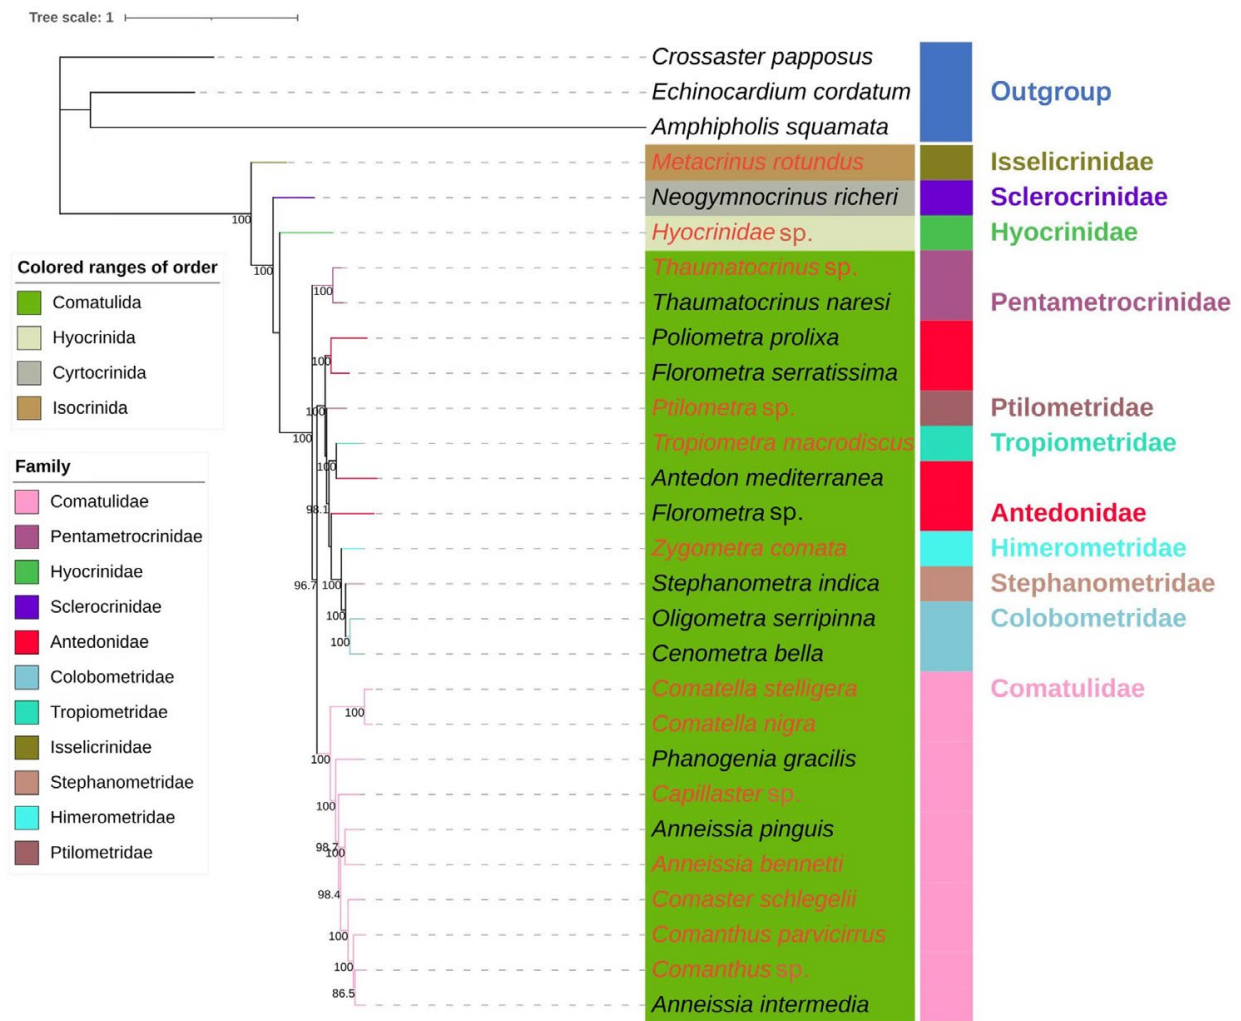 Tree scale: 1
Crossaster papposus
Echinocardium cordatum
Outgroup
Amphipholis squamata
Metacrinus rotundus
Isselicrinidae
Neogymnocrinus richeri
Sclerocrinidae
100
Hyocrinidae sp.
Hyocrinidae
Colored ranges of order
Comatulida
Hyocrinida
Cyrtocrinida
Isocrinida
100
Thaumatocrinus sp.
100
Thaumatocrinus naresi
Pentametrocrinidae
Poliometra prolixa
100
Florometra serratissima
100
Ptilometra sp.
Ptilometridae
100
Tropiometra macrodiscus
Tropiometridae
100
Antedon mediterranea
98.1
Florometra sp.
Antedonidae
Zygometra comata
Himerometridae
96.7
100
Stephanometra indica
Stephanometridae
100
Oligometra serripinna
Colobometridae
100
Cenometra bella
Family
Comatulidae
Pentametrocrinidae
Hyocrinidae
Sclerocrinidae
Antedonidae
Colobometridae
Tropiometridae
Isselicrinidae
Stephanometridae
Himerometridae
Ptilometridae
Comatella stelligera
Comatulidae
100
Comatella nigra
100
Phanogenia gracilis
Capillaster sp.
100
Anneissia pinguis
98.7
100
Anneissia bennetti
98.4
Comaster schlegelii
100
Comanthus parvicirrus
100
Comanthus sp.
86.5
Anneissia intermedia